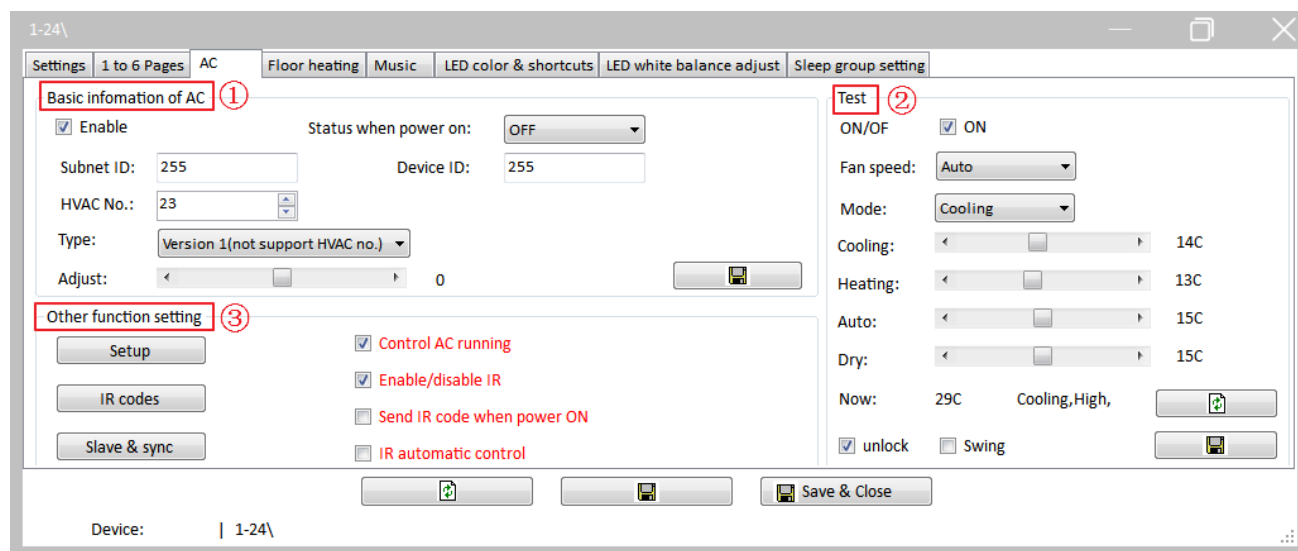 1-24\
Settings 1 to 6 Pages AC Floor heating Music LED color & shortcuts LED white balance adjust Sleep group setting
Basic infomation of AC ①
Enable Status when power on: OFF
Subnet ID: 255 Device ID: 255
HVAC No.: 23
Type: Version 1(not support HVAC no.)
Adjust: 0
Other function setting ③
Setup Control AC running
Enable/disable IR
IR codes
Send IR code when power ON
Slave & sync
IR automatic control
Test ②
ON/OF ON
Fan speed: Auto
Mode: Cooling
Cooling: 14C
Heating: 13C
Auto: 15C
Dry: 15C
Now: 29C Cooling,High,
unlock Swing
Save & Close
Device: | 1-24\